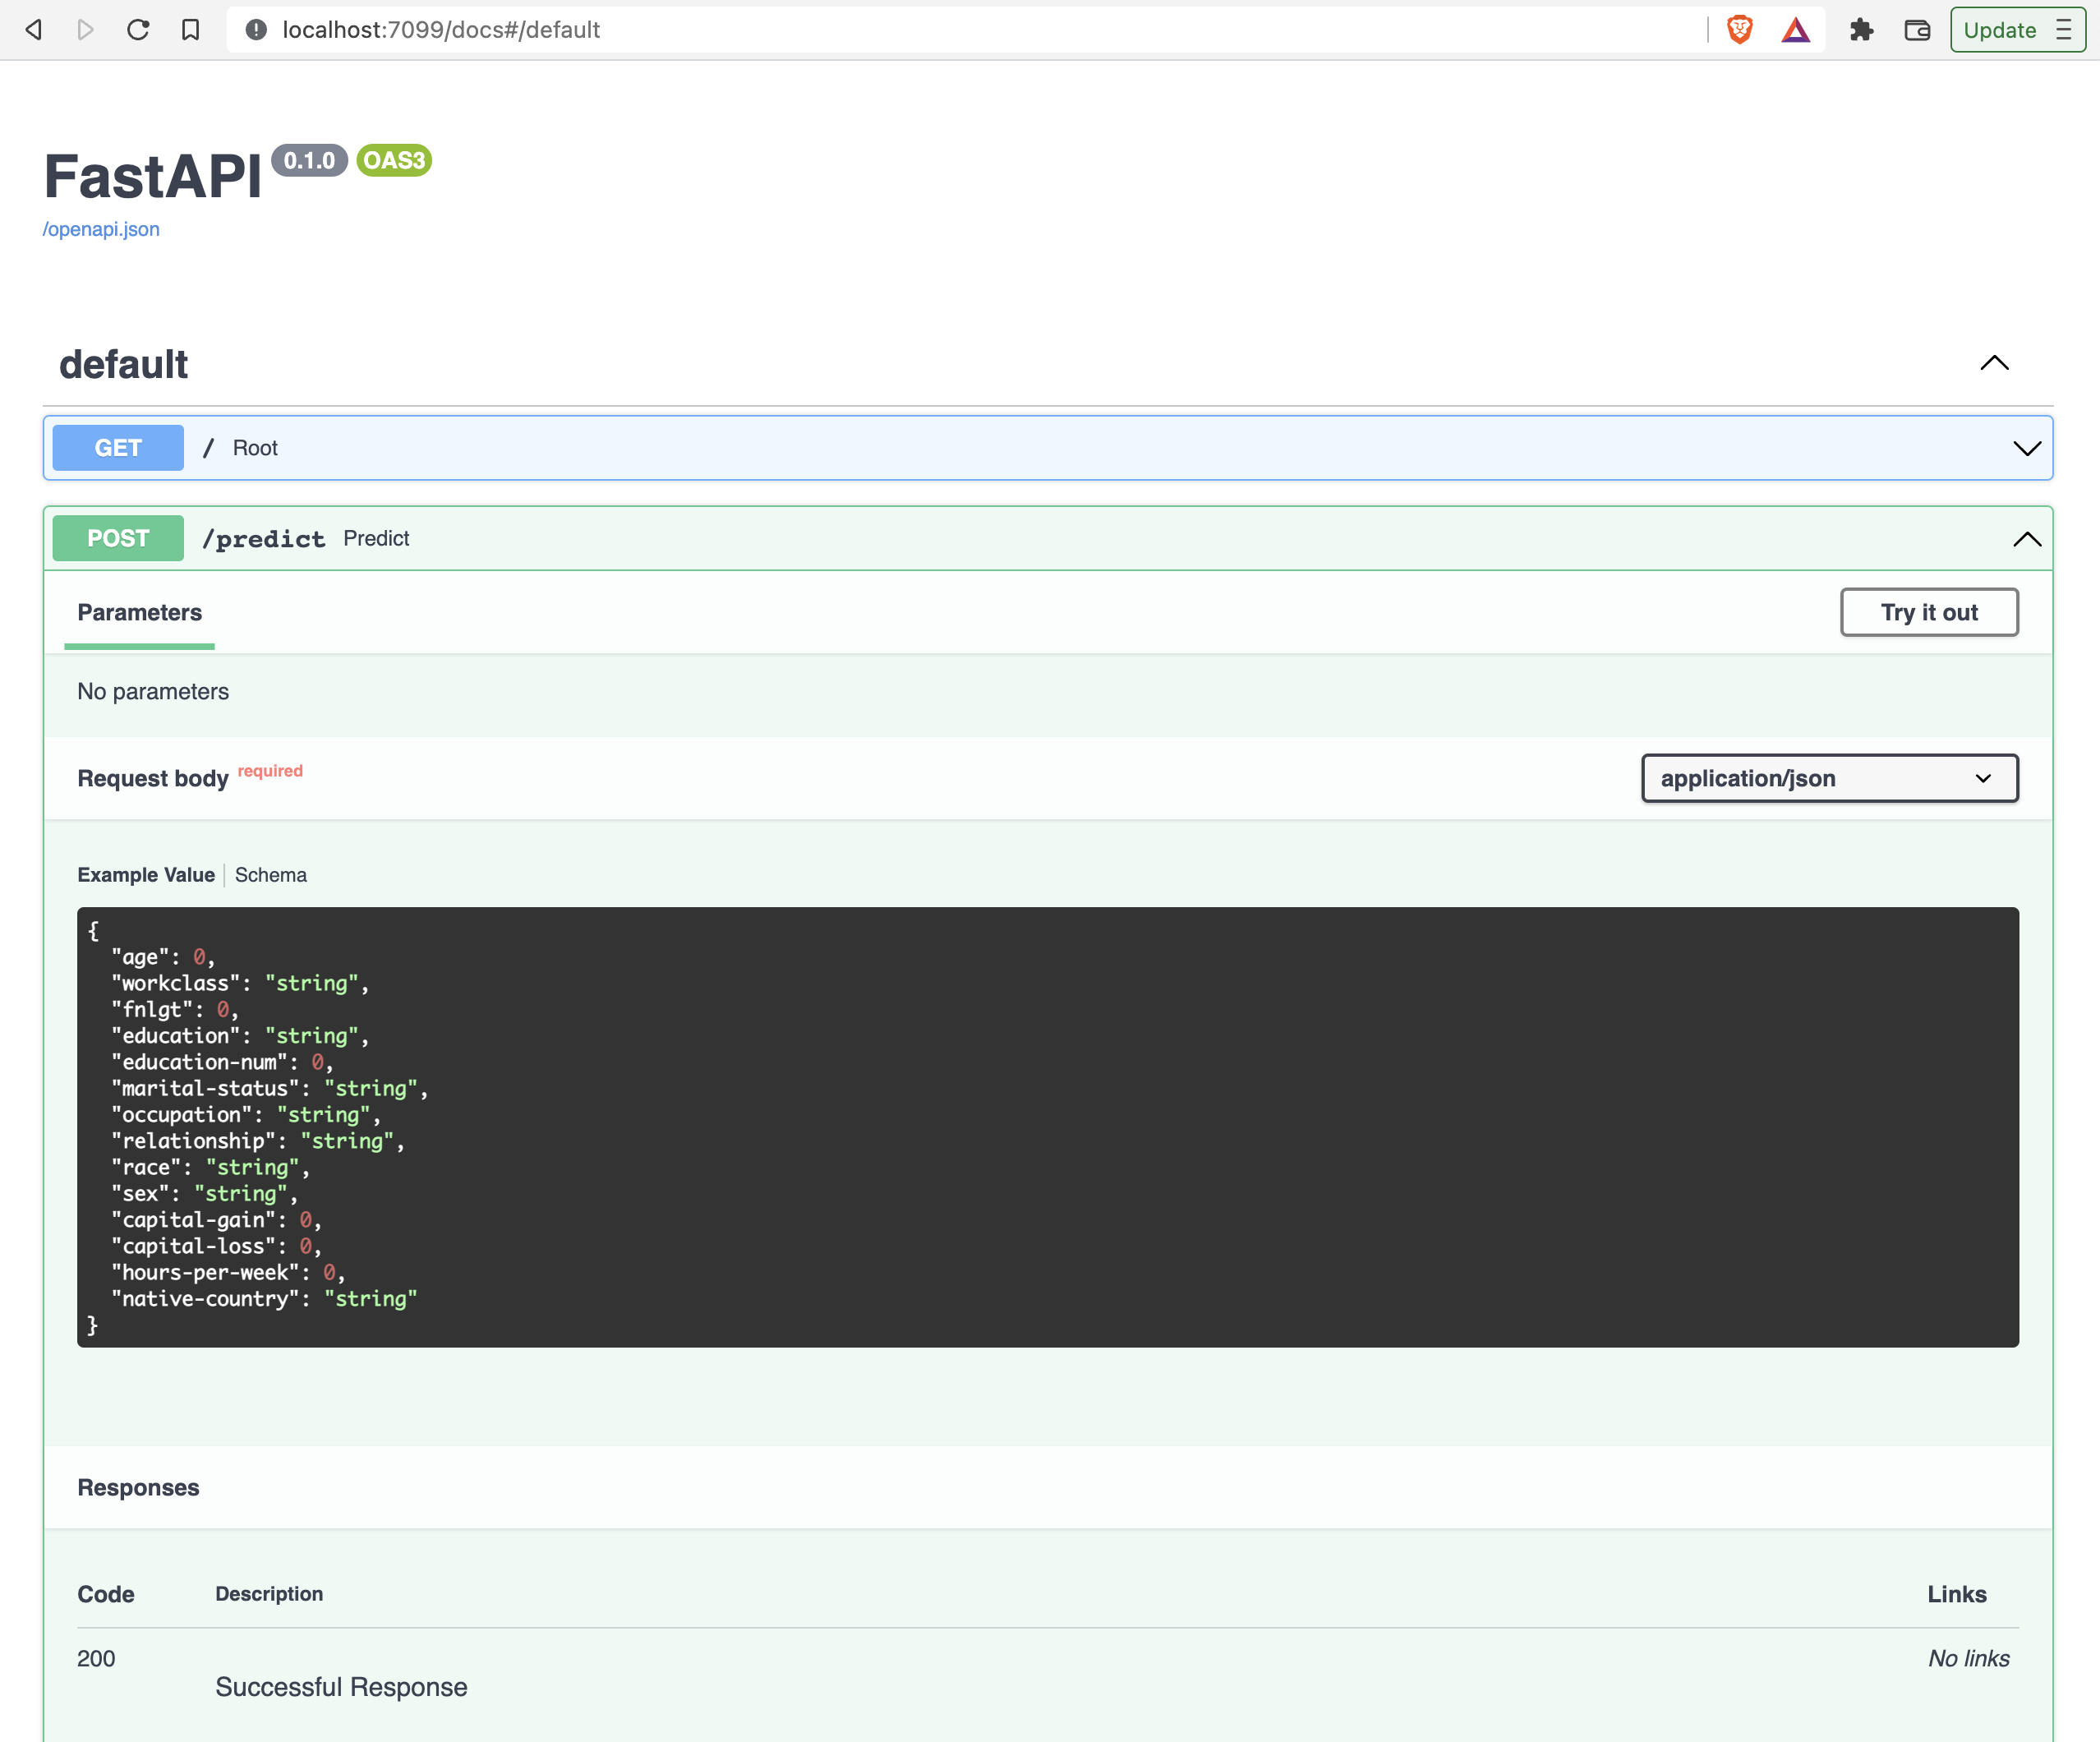 localhost:7099/docs#/default
Update
FastAPI 0.1.0 OAS3
/openapi.json
default
GET / Root
POST /predict Predict
Parameters
Try it out
No parameters
Request body required
application/json
Example Value Schema
{
"age": 0,
"workclass": "string",
"fnlgt": 0,
"education": "string",
"education-num": 0,
"marital-status": "string",
"occupation": "string",
"relationship": "string",
"race": "string",
"sex": "string",
"capital-gain": 0,
"capital-loss": 0,
"hours-per-week": 0,
"native-country": "string"
}
Responses
Code Description Links
200 No links
Successful Response